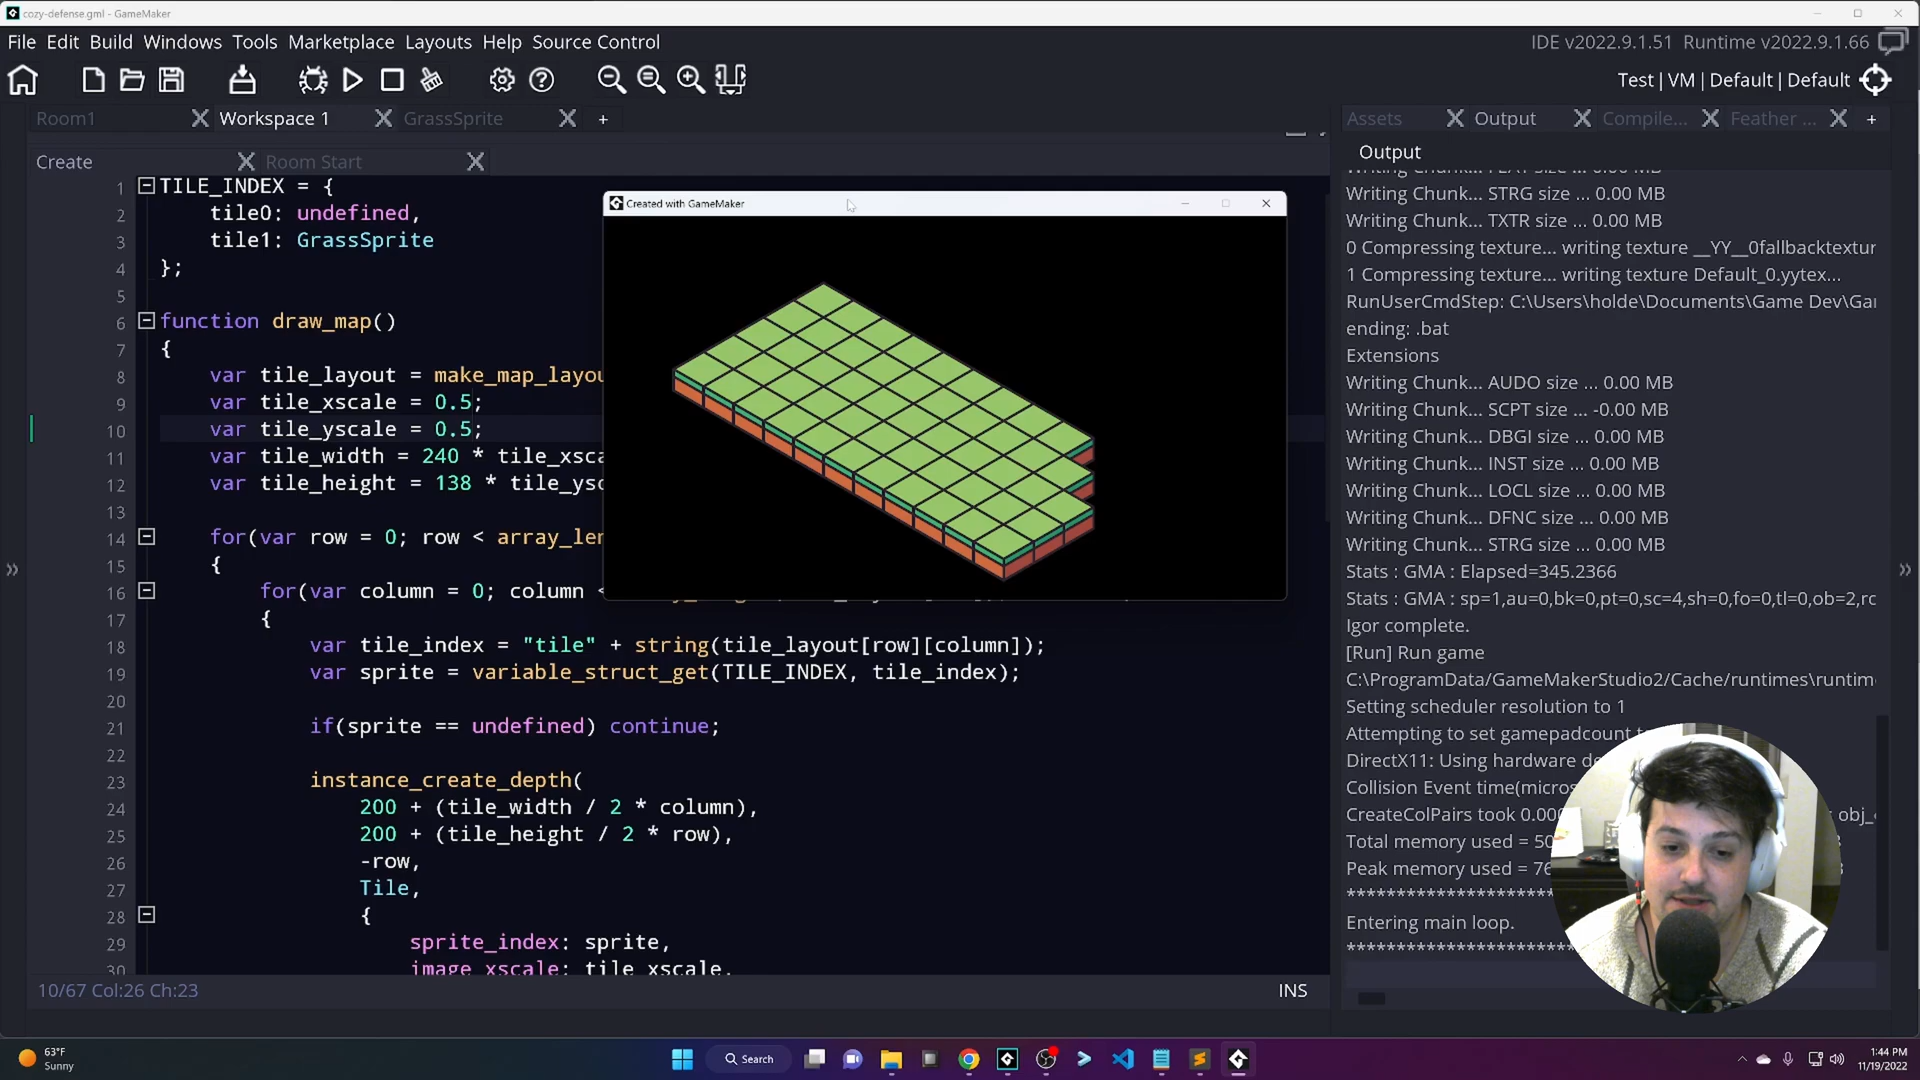 cozy-defense.gml - GameMaker
File Edit Build Windows Tools Marketplace Layouts Help Source Control
IDE v2022.9.1.51 Runtime v2022.9.1.66
Test | VM | Default | Default
Room1
Workspace 1
GrassSprite
Assets
Output
Compile...
Feather ...
Create
Room Start
1 TILE_INDEX = {
2 tile0: undefined,
3 tile1: GrassSprite
4 };
5
6 function draw_map()
7 {
8 var tile_layout = make_map_layou
9 var tile_xscale = 0.5;
10 var tile_yscale = 0.5;
11 var tile_width = 240 * tile_xsca
12 var tile_height = 138 * tile_ysc
13
14 for(var row = 0; row < array_len
15 {
16 for(var column = 0; column <
17 {
18 var tile_index = "tile" + string(tile_layout[row][column]);
19 var sprite = variable_struct_get(TILE_INDEX, tile_index);
20
21 if(sprite == undefined) continue;
22
23 instance_create_depth(
24 200 + (tile_width / 2 * column),
25 200 + (tile_height / 2 * row),
26 -row,
27 Tile,
28 {
29 sprite_index: sprite,
30 image_xscale: tile_xscale,
10/67 Col:26 Ch:23
INS
Created with GameMaker
Output
Writing Chunk... STRG size ... 0.00 MB
Writing Chunk... TXTR size ... 0.00 MB
0 Compressing texture... writing texture __YY__0fallbacktextur
1 Compressing texture... writing texture Default_0.yytex...
RunUserCmdStep: C:\Users\holde\Documents\Game Dev\Gar
ending: .bat
Extensions
Writing Chunk... AUDO size ... 0.00 MB
Writing Chunk... SCPT size ... -0.00 MB
Writing Chunk... DBGI size ... 0.00 MB
Writing Chunk... INST size ... 0.00 MB
Writing Chunk... LOCL size ... 0.00 MB
Writing Chunk... DFNC size ... 0.00 MB
Writing Chunk... STRG size ... 0.00 MB
Stats : GMA : Elapsed=345.2366
Stats : GMA : sp=1,au=0,bk=0,pt=0,sc=4,sh=0,fo=0,tl=0,ob=2,rc
Igor complete.
[Run] Run game
C:\ProgramData/GameMakerStudio2/Cache/runtimes\runtime
Setting scheduler resolution to 1
Attempting to set gamepadcount
DirectX11: Using hardware de
Collision Event time(micros
CreateColPairs took 0.000
Total memory used = 50
Peak memory used = 76
***********************
Entering main loop.
***********************
63°F
Sunny
Search
1:44 PM
11/19/2022